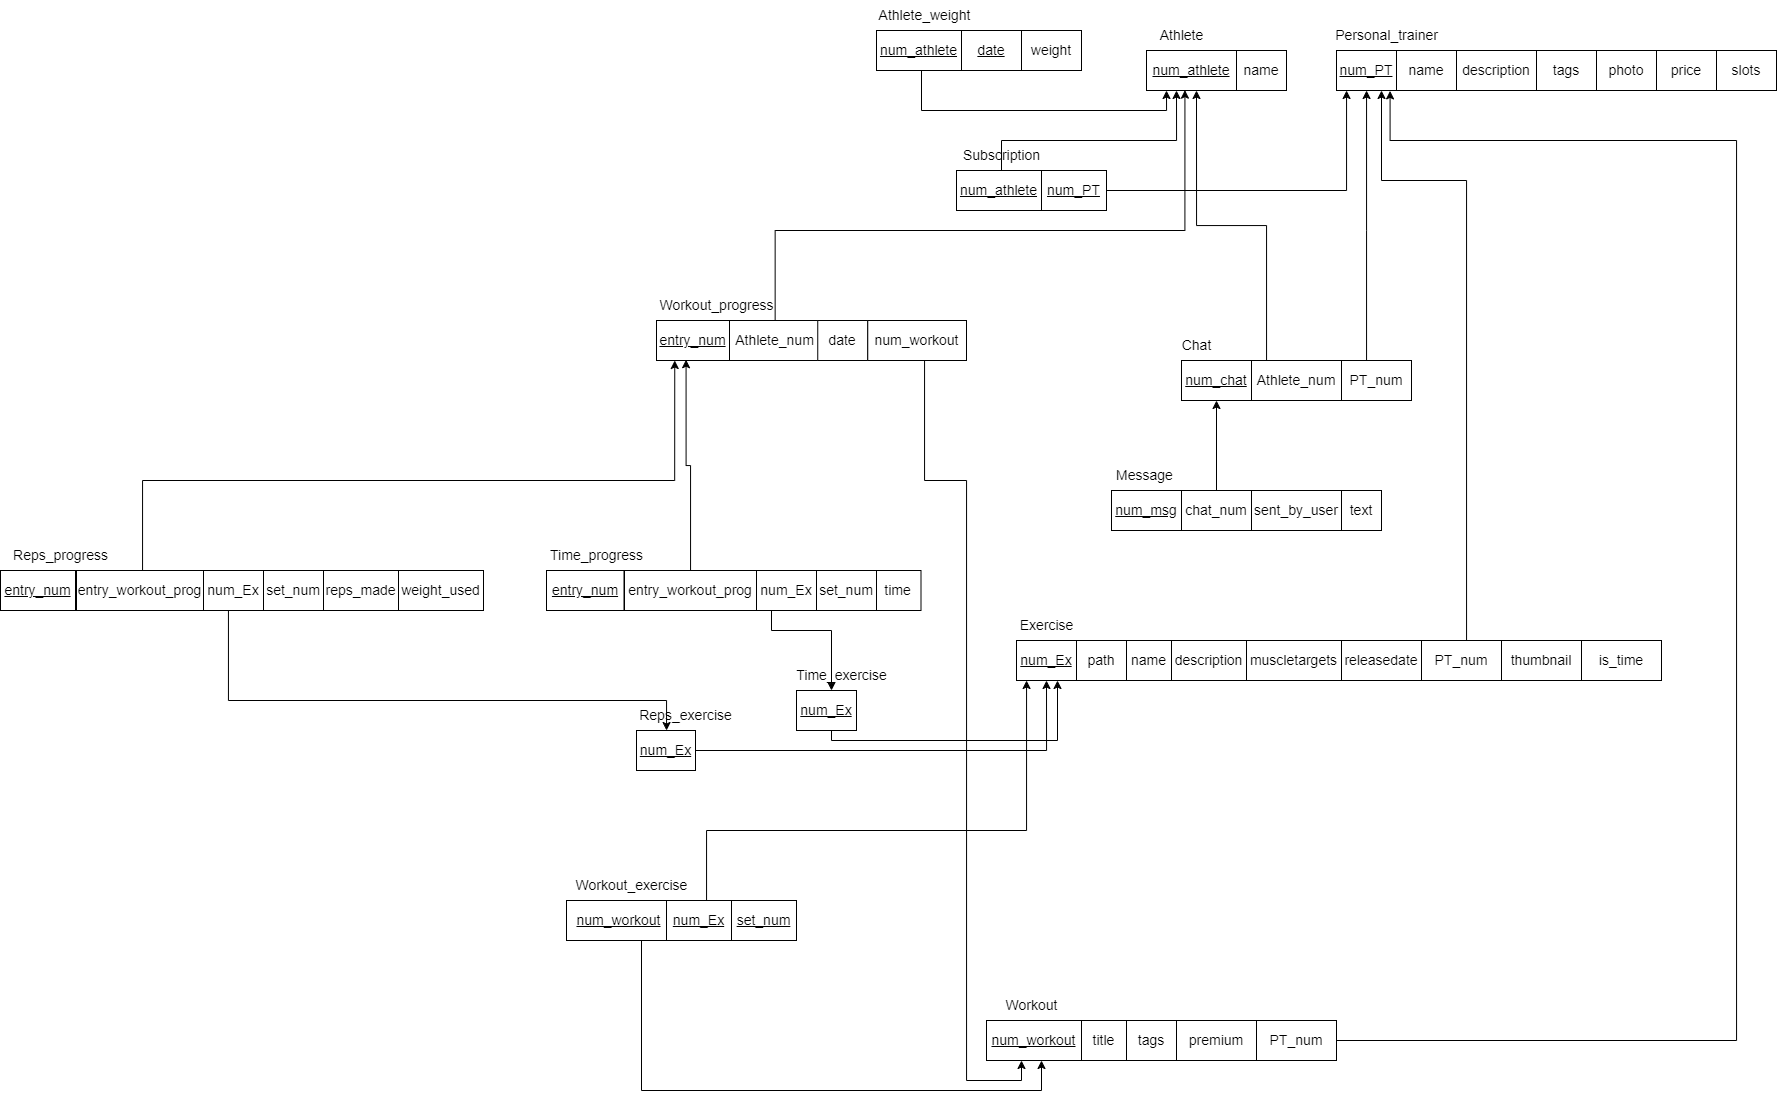 Athlete_weight
num_athlete date weight
Athlete
num_athlete name
Personal_trainer
num_PT name description tags photo price slots
Subscription
num_athlete num_PT
Workout_progress
entry_num Athlete_num date num_workout
Chat
num_chat Athlete_num PT_num
Message
num_msg chat_num sent_by_user text
Reps_progress
entry_num entry_workout_prog num_Ex set_num reps_made weight_used
Time_progress
entry_num entry_workout_prog num_Ex set_num time
Exercise
num_Ex path name description muscletargets releasedate PT_num thumbnail is_time
Time_exercise
num_Ex
Reps_exercise
num_Ex
Workout_exercise
num_workout num_Ex set_num
Workout
num_workout title tags premium PT_num